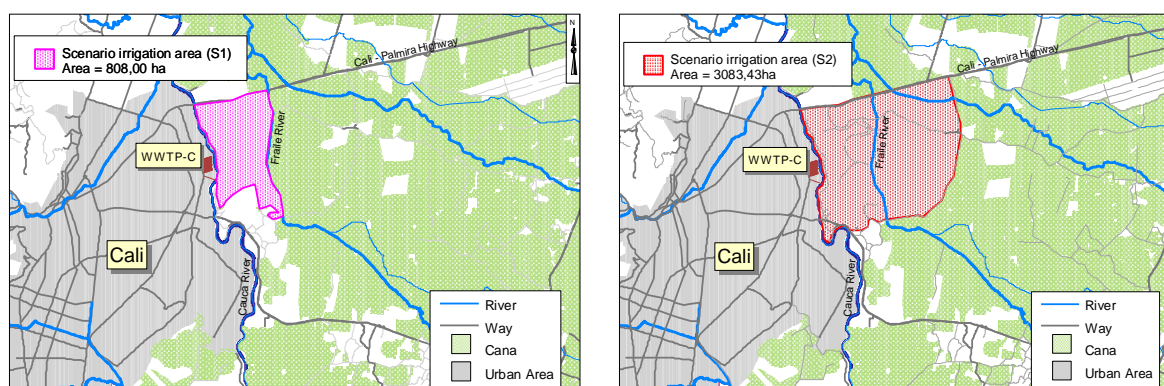 Scenario irrigation area (S1)
Area = 808,00 ha
Cali - Palmira Highway
N
Fraile River
WWTP-C
Cali
Cauca River
River
Way
Cana
Urban Area
Scenario irrigation area (S2)
Area = 3083,43ha
Cali - Palmira Highway
Fraile River
WWTP-C
Cali
Cauca River
River
Way
Cana
Urban Area